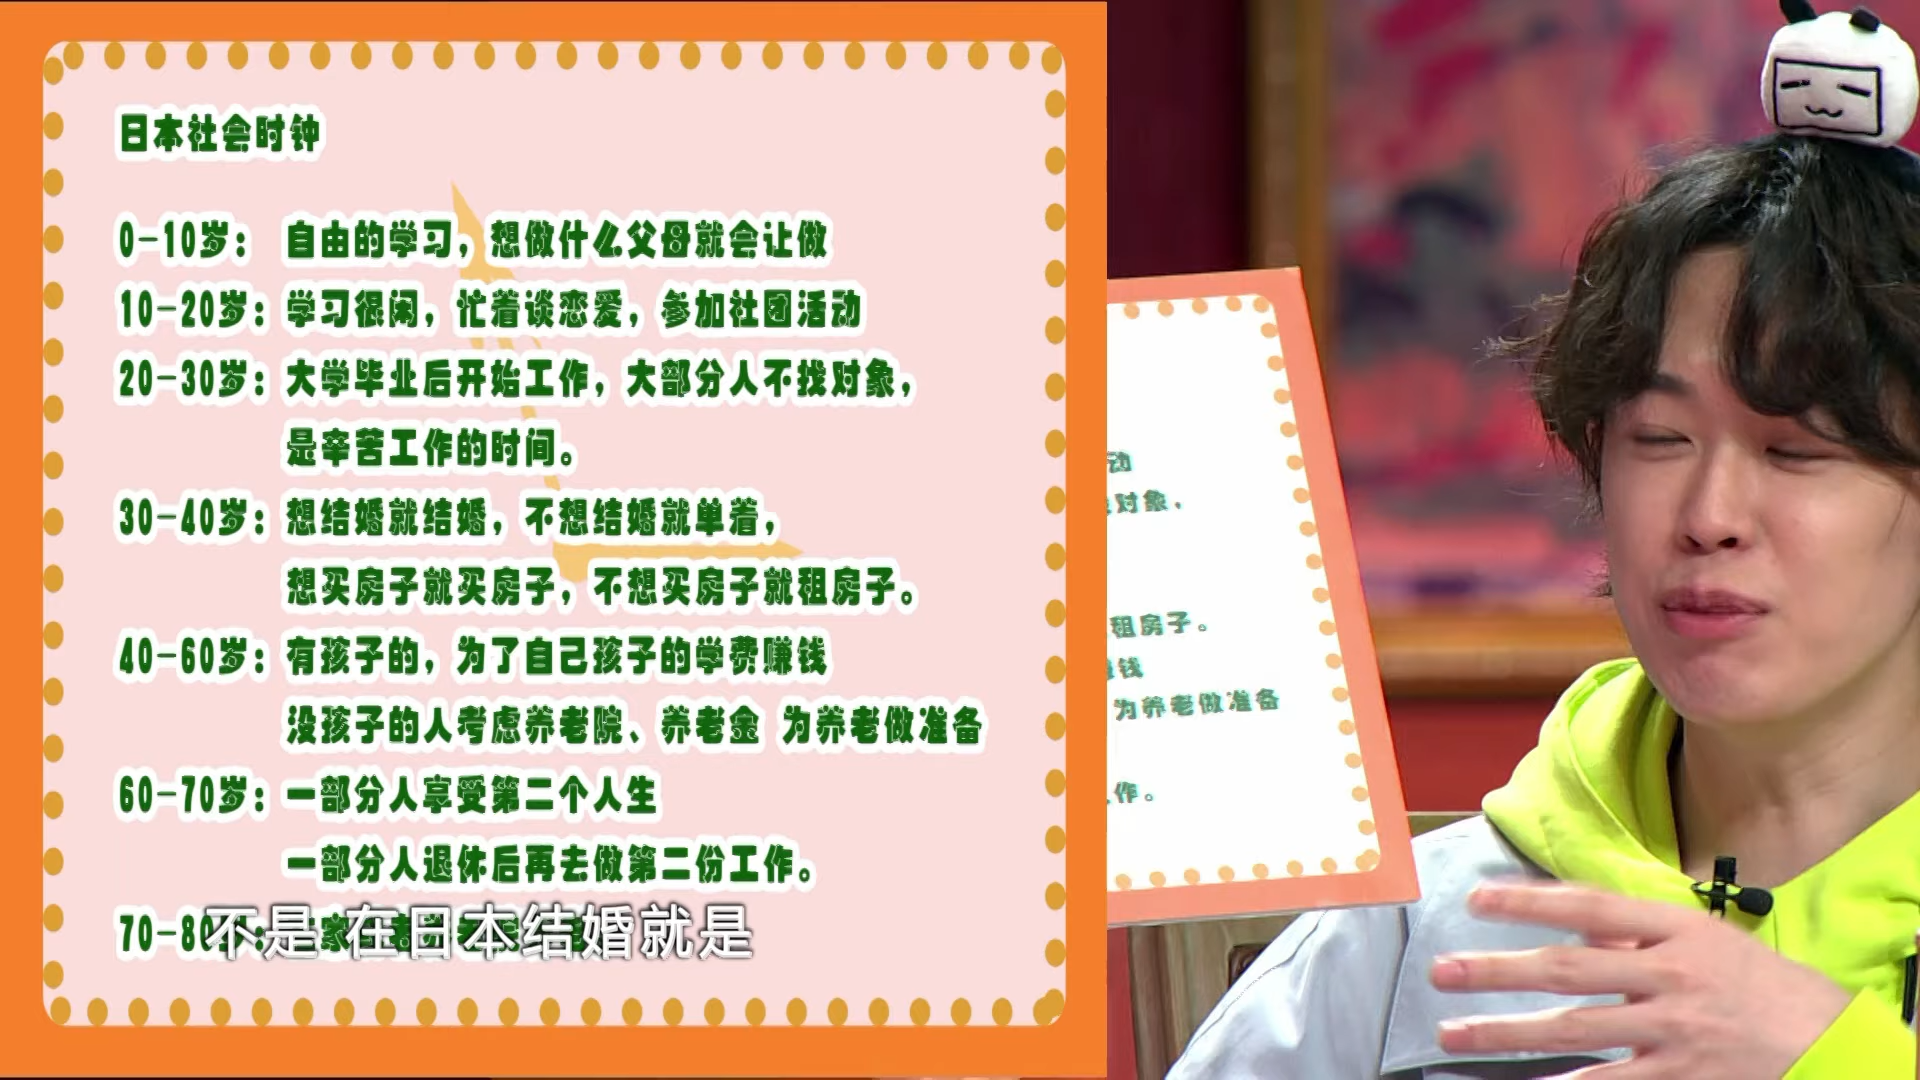 日本社会时钟
0-10岁： 自由的学习，想做什么父母就会让做
10-20岁：学习很闲，忙着谈恋爱，参加社团活动
20-30岁：大学毕业后开始工作，大部分人不找对象，
是辛苦工作的时间。
30-40岁：想结婚就结婚，不想结婚就单着，
想买房子就买房子，不想买房子就租房子。
40-60岁：有孩子的，为了自己孩子的学费赚钱
没孩子的人考虑养老院、养老金 为养老做准备
60-70岁：一部分人享受第二个人生
一部分人退休后再去做第二份工作。
70-80
不是 在日本结婚就是
动
对象，
租房子。
钱
为养老做准备
作。